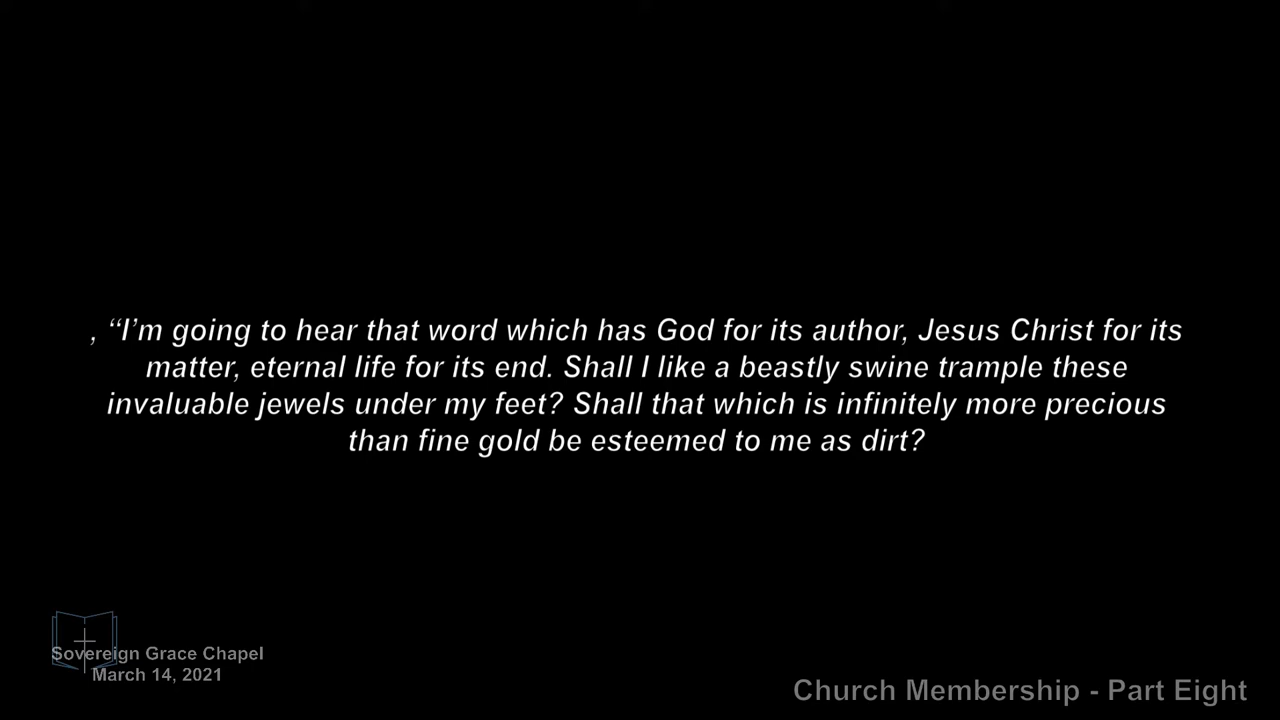 , “I’m going to hear that word which has God for its author, Jesus Christ for its
matter, eternal life for its end. Shall I like a beastly swine trample these
invaluable jewels under my feet? Shall that which is infinitely more precious
than fine gold be esteemed to me as dirt?
Sovereign Grace Chapel
March 14, 2021
Church Membership - Part Eight